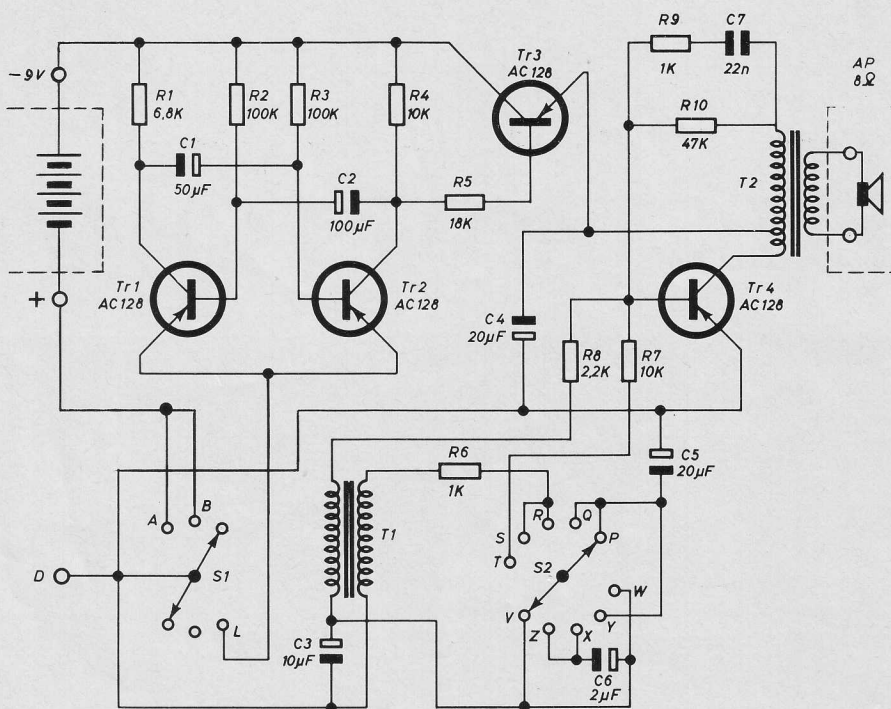 −9V
R1
6,8K
R2
100K
R3
100K
R4
10K
C1
50µF
C2
100µF
R5
18K
Tr3
AC128
R9
1K
C7
22n
R10
47K
AP
8Ω
T2
+
Tr1
AC128
Tr2
AC128
Tr4
AC128
C4
20µF
R8
2,2K
R7
10K
C5
20µF
R6
1K
T1
A
B
D
S1
L
C3
10µF
S
R
Q
P
T
S2
V
W
Z
X
Y
C6
2µF